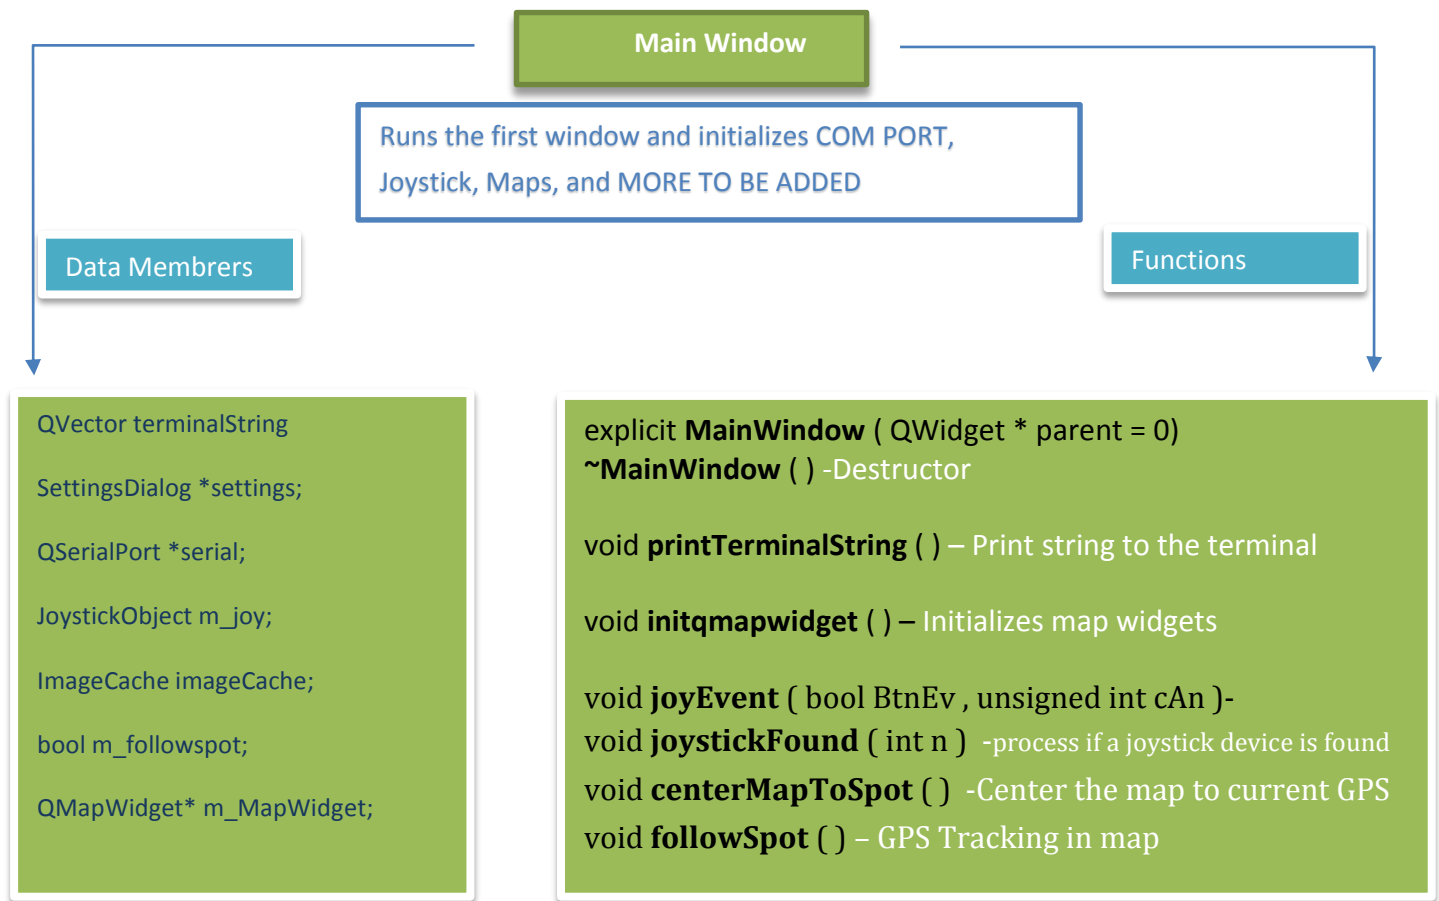 Main Window
Runs the first window and initializes COM PORT,
Joystick, Maps, and MORE TO BE ADDED
Data Membrers
Functions
QVector terminalString
SettingsDialog *settings;
QSerialPort *serial;
JoystickObject m_joy;
ImageCache imageCache;
bool m_followspot;
QMapWidget* m_MapWidget;
explicit MainWindow ( QWidget * parent = 0)
~MainWindow ( ) -Destructor
void printTerminalString ( ) – Print string to the terminal
void initqmapwidget ( ) – Initializes map widgets
void joyEvent ( bool BtnEv , unsigned int cAn )-
void joystickFound ( int n ) -process if a joystick device is found
void centerMapToSpot ( ) -Center the map to current GPS
void followSpot ( ) – GPS Tracking in map